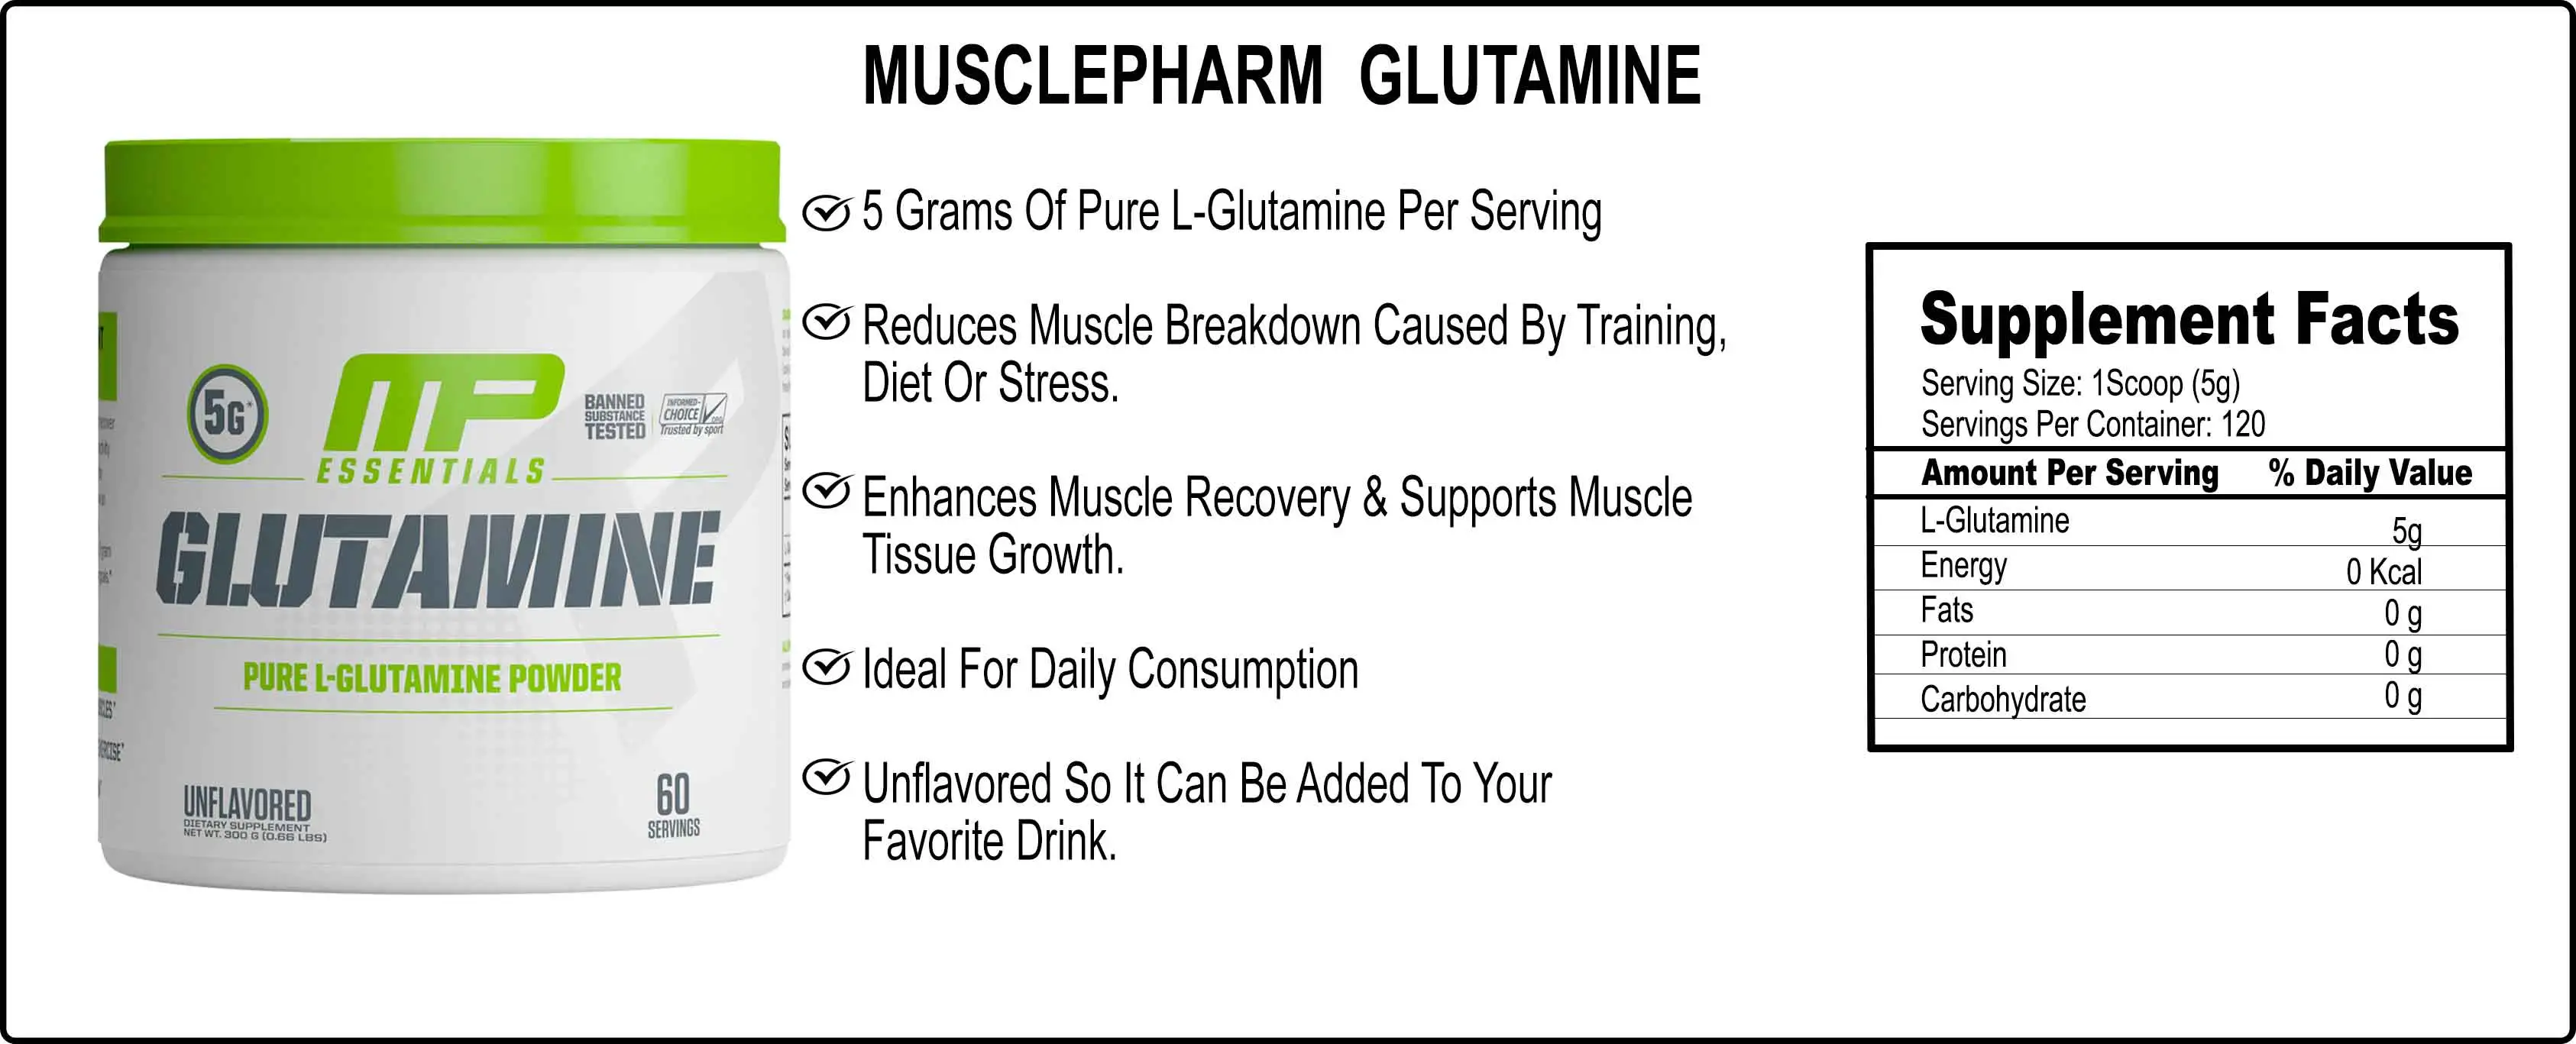 MUSCLEPHARM GLUTAMINE
5G*
MP
ESSENTIALS
BANNED
SUBSTANCE
TESTED
INFORMED-
CHOICE
Trusted by sport
GLUTAMINE
PURE L-GLUTAMINE POWDER
UNFLAVORED
DIETARY SUPPLEMENT
NET WT. 300 G (0.66 LBS)
60
SERVINGS
5 Grams Of Pure L-Glutamine Per Serving
Reduces Muscle Breakdown Caused By Training,
Diet Or Stress.
Enhances Muscle Recovery & Supports Muscle
Tissue Growth.
Ideal For Daily Consumption
Unflavored So It Can Be Added To Your
Favorite Drink.
Supplement Facts
Serving Size: 1Scoop (5g)
Servings Per Container: 120
Amount Per Serving % Daily Value
L-Glutamine 5g
Energy 0 Kcal
Fats 0 g
Protein 0 g
Carbohydrate 0 g